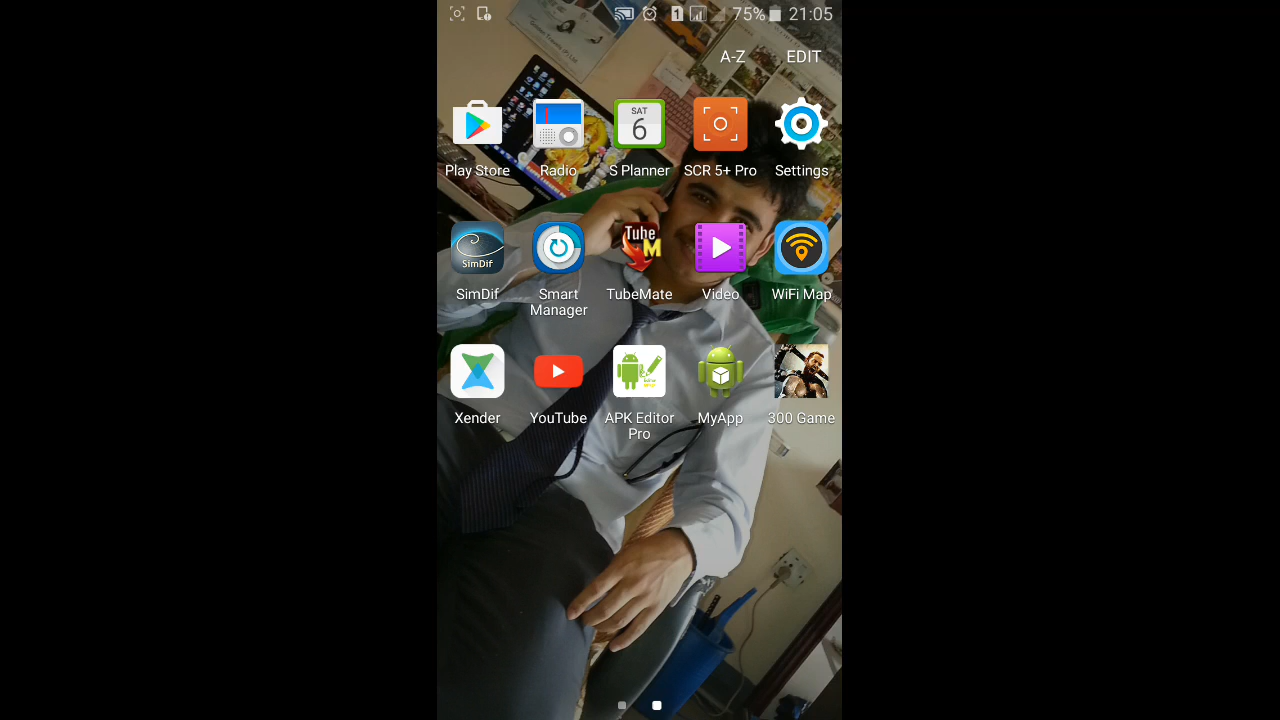 1 75% 21:05
A-Z EDIT
SAT
6
Play Store Radio S Planner SCR 5+ Pro Settings
Tube
M
SimDif
SimDif Smart Manager TubeMate Video WiFi Map
Xender YouTube APK Editor Pro MyApp 300 Game